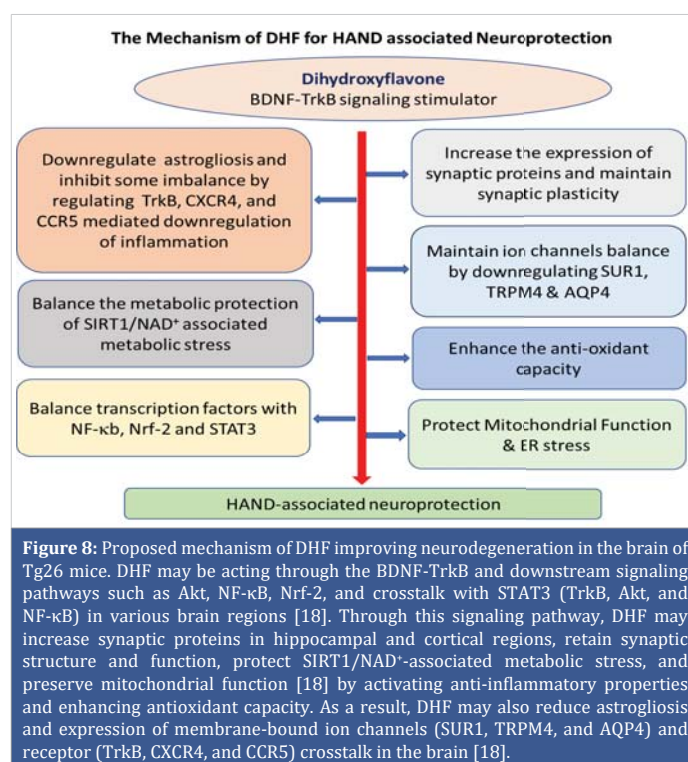 The Mechanism of DHF for HAND associated Neuroprotection
Dihydroxyflavone
BDNF-TrkB signaling stimulator
Downregulate astrogliosis and
inhibit some imbalance by
regulating TrkB, CXCR4, and
CCR5 mediated downregulation
of inflammation
Balance the metabolic protection
of SIRT1/NAD⁺ associated
metabolic stress
Balance transcription factors with
NF-κb, Nrf-2 and STAT3
Increase the expression of
synaptic proteins and maintain
synaptic plasticity
Maintain ion channels balance
by downregulating SUR1,
TRPM4 & AQP4
Enhance the anti-oxidant
capacity
Protect Mitochondrial Function
& ER stress
HAND-associated neuroprotection
Figure 8: Proposed mechanism of DHF improving neurodegeneration in the brain of
Tg26 mice. DHF may be acting through the BDNF-TrkB and downstream signaling
pathways such as Akt, NF-κB, Nrf-2, and crosstalk with STAT3 (TrkB, Akt, and
NF-κB) in various brain regions [18]. Through this signaling pathway, DHF may
increase synaptic proteins in hippocampal and cortical regions, retain synaptic
structure and function, protect SIRT1/NAD⁺-associated metabolic stress, and
preserve mitochondrial function [18] by activating anti-inflammatory properties
and enhancing antioxidant capacity. As a result, DHF may also reduce astrogliosis
and expression of membrane-bound ion channels (SUR1, TRPM4, and AQP4) and
receptor (TrkB, CXCR4, and CCR5) crosstalk in the brain [18].